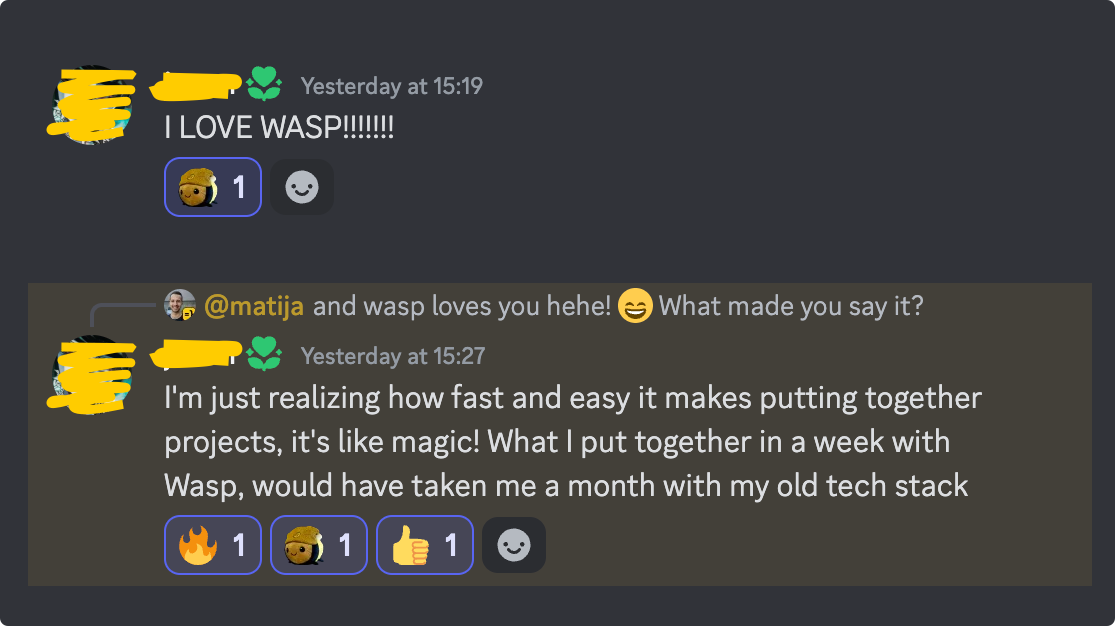 Yesterday at 15:19
I LOVE WASP!!!!!!!
1
@matija and wasp loves you hehe! 😄 What made you say it?
Yesterday at 15:27
I'm just realizing how fast and easy it makes putting together
projects, it's like magic! What I put together in a week with
Wasp, would have taken me a month with my old tech stack
1 1 1